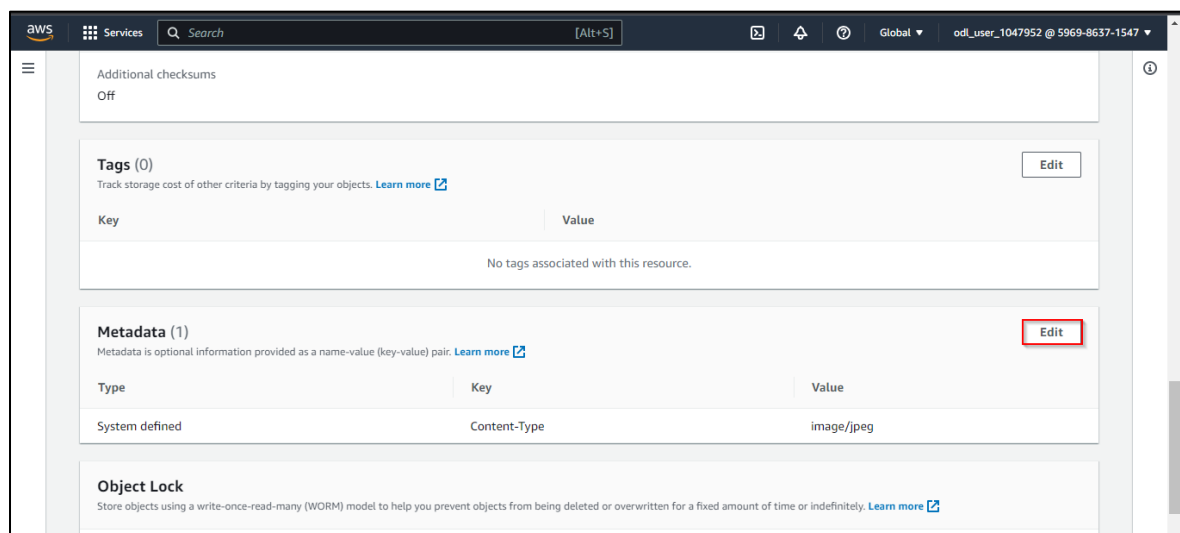 aws Services Search [Alt+S] Global odl_user_1047952 @ 5969-8637-1547
Additional checksums
Off
Tags (0) Edit
Track storage cost of other criteria by tagging your objects. Learn more
Key Value
No tags associated with this resource.
Metadata (1) Edit
Metadata is optional information provided as a name-value (key-value) pair. Learn more
Type Key Value
System defined Content-Type image/jpeg
Object Lock
Store objects using a write-once-read-many (WORM) model to help you prevent objects from being deleted or overwritten for a fixed amount of time or indefinitely. Learn more